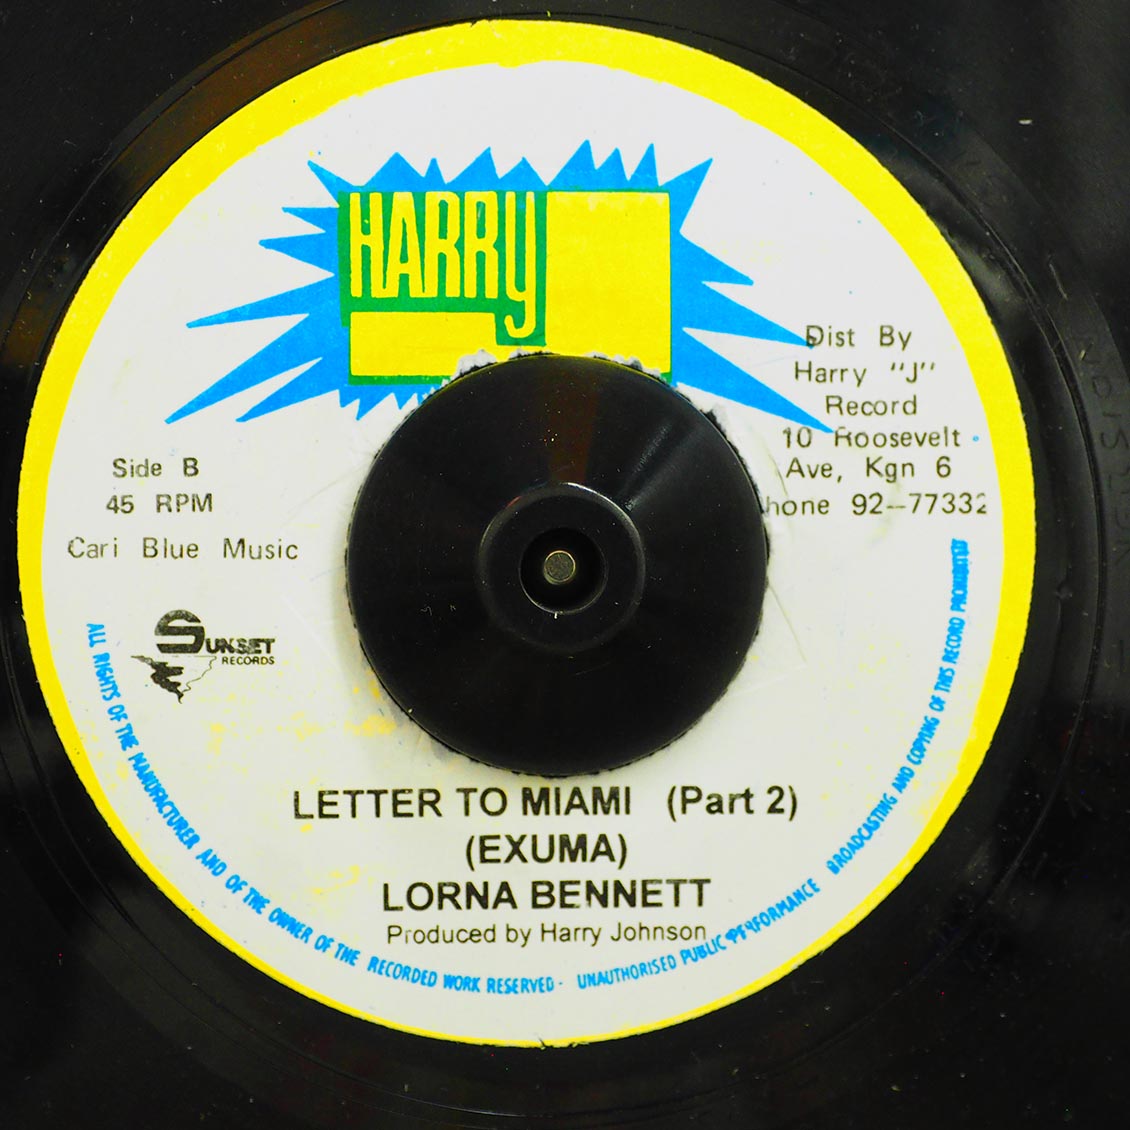 HARRY
Dist By
Harry "J"
Record
10 Roosevelt
Ave, Kgn 6
hone 92-77332
Side B
45 RPM
Cari Blue Music
SUNSET
RECORDS
LETTER TO MIAMI (Part 2)
(EXUMA)
LORNA BENNETT
Produced by Harry Johnson
ALL RIGHTS OF THE MANUFACTURER AND OF THE OWNER OF THE RECORDED WORK RESERVED - UNAUTHORISED PUBLIC PERFORMANCE BROADCASTING AND COPYING OF THIS RECORD PROHIBITED